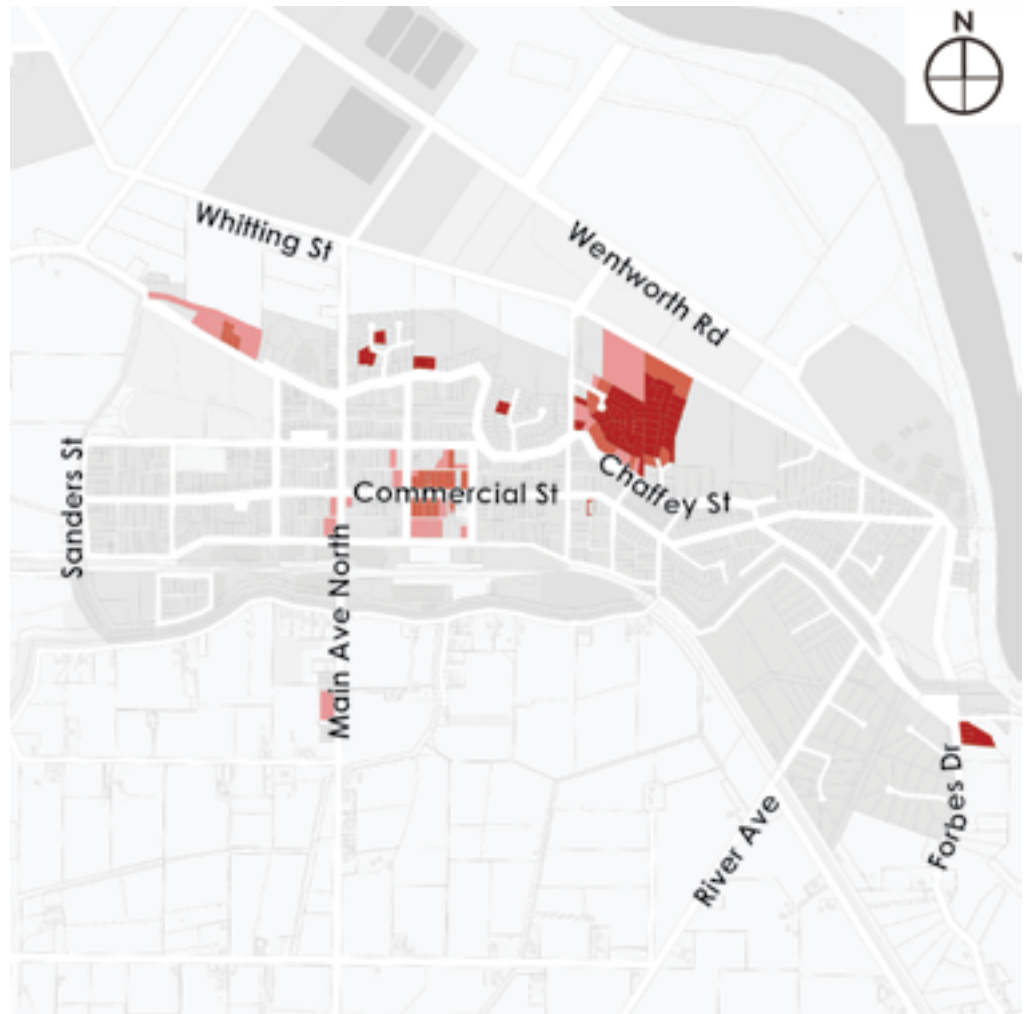 N
Whitting St
Wentworth Rd
Sanders St
Commercial St
Chaffey St
Main Ave North
River Ave
Forbes Dr